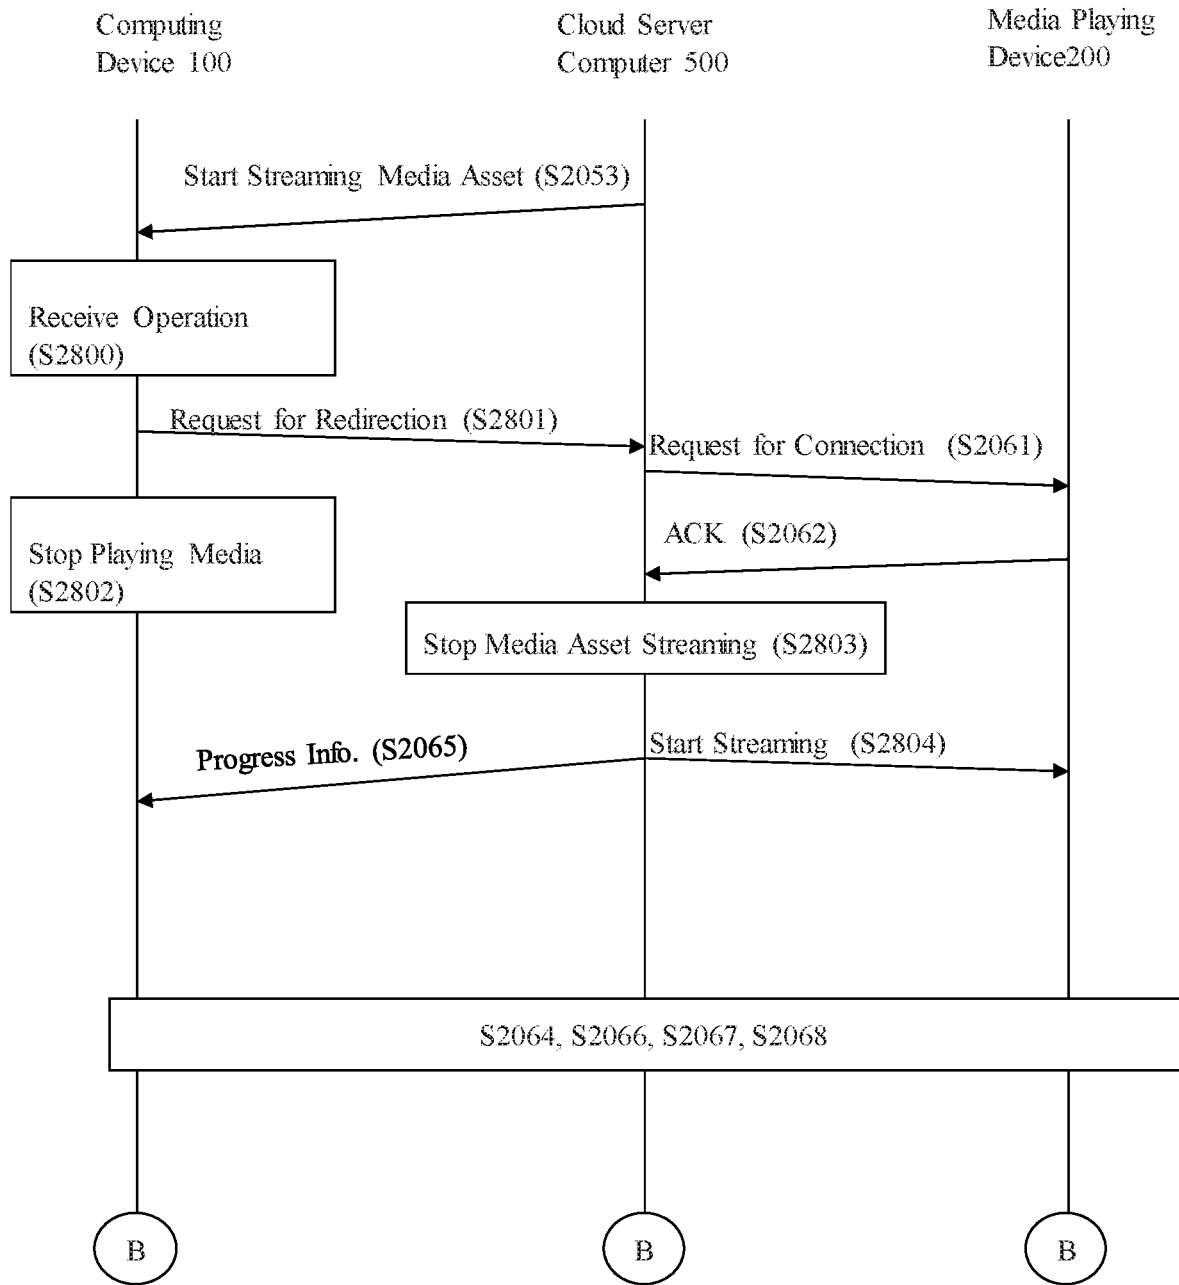 Computing
Device 100
Cloud Server
Computer 500
Media Playing
Device200
Start Streaming Media Asset (S2053)
Receive Operation
(S2800)
Request for Redirection (S2801)
Request for Connection (S2061)
ACK (S2062)
Stop Playing Media
(S2802)
Stop Media Asset Streaming (S2803)
Progress Info. (S2065)
Start Streaming (S2804)
S2064, S2066, S2067, S2068
B
B
B